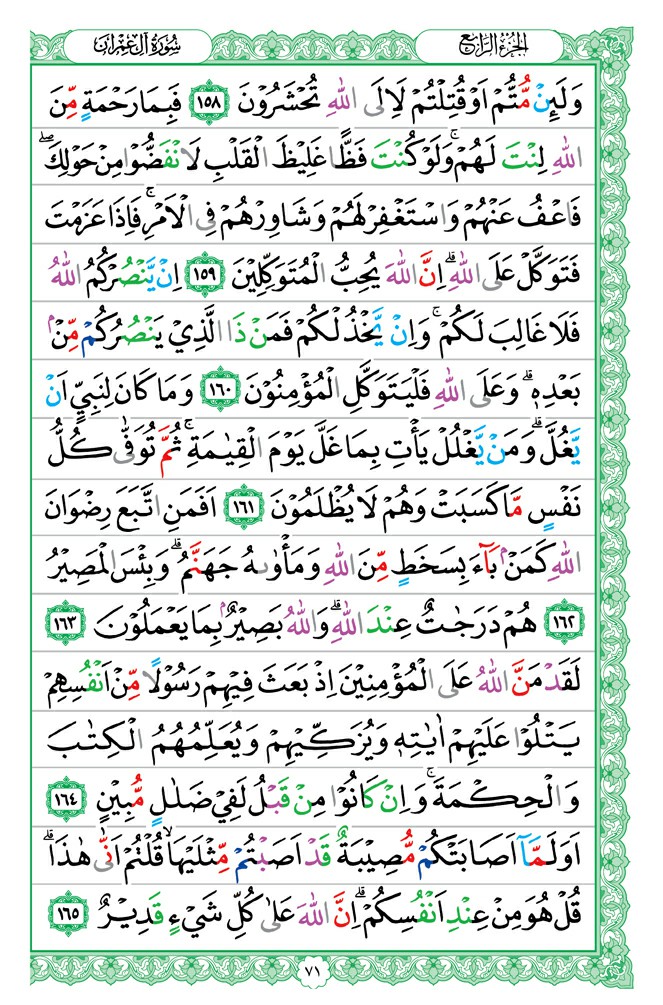 الجزء الرابع
سورة آل عمران
وَلَئِنْ مُّتُّمْ اَوْ قُتِلْتُمْ لَاِلَى اللّٰهِ تُحْشَرُوْنَ ۝١٥٨ فَبِمَا رَحْمَةٍ مِّنَ
اللّٰهِ لِنْتَ لَهُمْ ۚ وَلَوْ كُنْتَ فَظًّا غَلِيْظَ الْقَلْبِ لَانْفَضُّوْا مِنْ حَوْلِكَ ۖ
فَاعْفُ عَنْهُمْ وَاسْتَغْفِرْ لَهُمْ وَشَاوِرْهُمْ فِى الْاَمْرِ ۚ فَاِذَا عَزَمْتَ
فَتَوَكَّلْ عَلَى اللّٰهِ ۗ اِنَّ اللّٰهَ يُحِبُّ الْمُتَوَكِّلِيْنَ ۝١٥٩ اِنْ يَّنْصُرْكُمُ اللّٰهُ
فَلَا غَالِبَ لَكُمْ ۚ وَاِنْ يَّخْذُلْكُمْ فَمَنْ ذَا الَّذِيْ يَنْصُرُكُمْ مِّنْۢ
بَعْدِهٖ ۗ وَعَلَى اللّٰهِ فَلْيَتَوَكَّلِ الْمُؤْمِنُوْنَ ۝١٦٠ وَمَا كَانَ لِنَبِيٍّ اَنْ
يَّغُلَّ ۗ وَمَنْ يَّغْلُلْ يَأْتِ بِمَا غَلَّ يَوْمَ الْقِيٰمَةِ ۚ ثُمَّ تُوَفّٰى كُلُّ
نَفْسٍ مَّا كَسَبَتْ وَهُمْ لَا يُظْلَمُوْنَ ۝١٦١ اَفَمَنِ اتَّبَعَ رِضْوَانَ
اللّٰهِ كَمَنْۢ بَآءَ بِسَخَطٍ مِّنَ اللّٰهِ وَمَأْوٰىهُ جَهَنَّمُ ۗ وَبِئْسَ الْمَصِيْرُ
۝١٦٢ هُمْ دَرَجٰتٌ عِنْدَ اللّٰهِ ۗ وَاللّٰهُ بَصِيْرٌۢ بِمَا يَعْمَلُوْنَ ۝١٦٣
لَقَدْ مَنَّ اللّٰهُ عَلَى الْمُؤْمِنِيْنَ اِذْ بَعَثَ فِيْهِمْ رَسُوْلًا مِّنْ اَنْفُسِهِمْ
يَتْلُوْا عَلَيْهِمْ اٰيٰتِهٖ وَيُزَكِّيْهِمْ وَيُعَلِّمُهُمُ الْكِتٰبَ
وَالْحِكْمَةَ ۚ وَاِنْ كَانُوْا مِنْ قَبْلُ لَفِيْ ضَلٰلٍ مُّبِيْنٍ ۝١٦٤
اَوَلَمَّآ اَصَابَتْكُمْ مُّصِيْبَةٌ قَدْ اَصَبْتُمْ مِّثْلَيْهَا ۙ قُلْتُمْ اَنّٰى هٰذَا ۗ
قُلْ هُوَ مِنْ عِنْدِ اَنْفُسِكُمْ ۗ اِنَّ اللّٰهَ عَلٰى كُلِّ شَيْءٍ قَدِيْرٌ ۝١٦٥
٧١